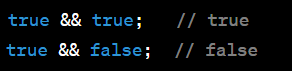 true && true;   // true
true && false;  // false